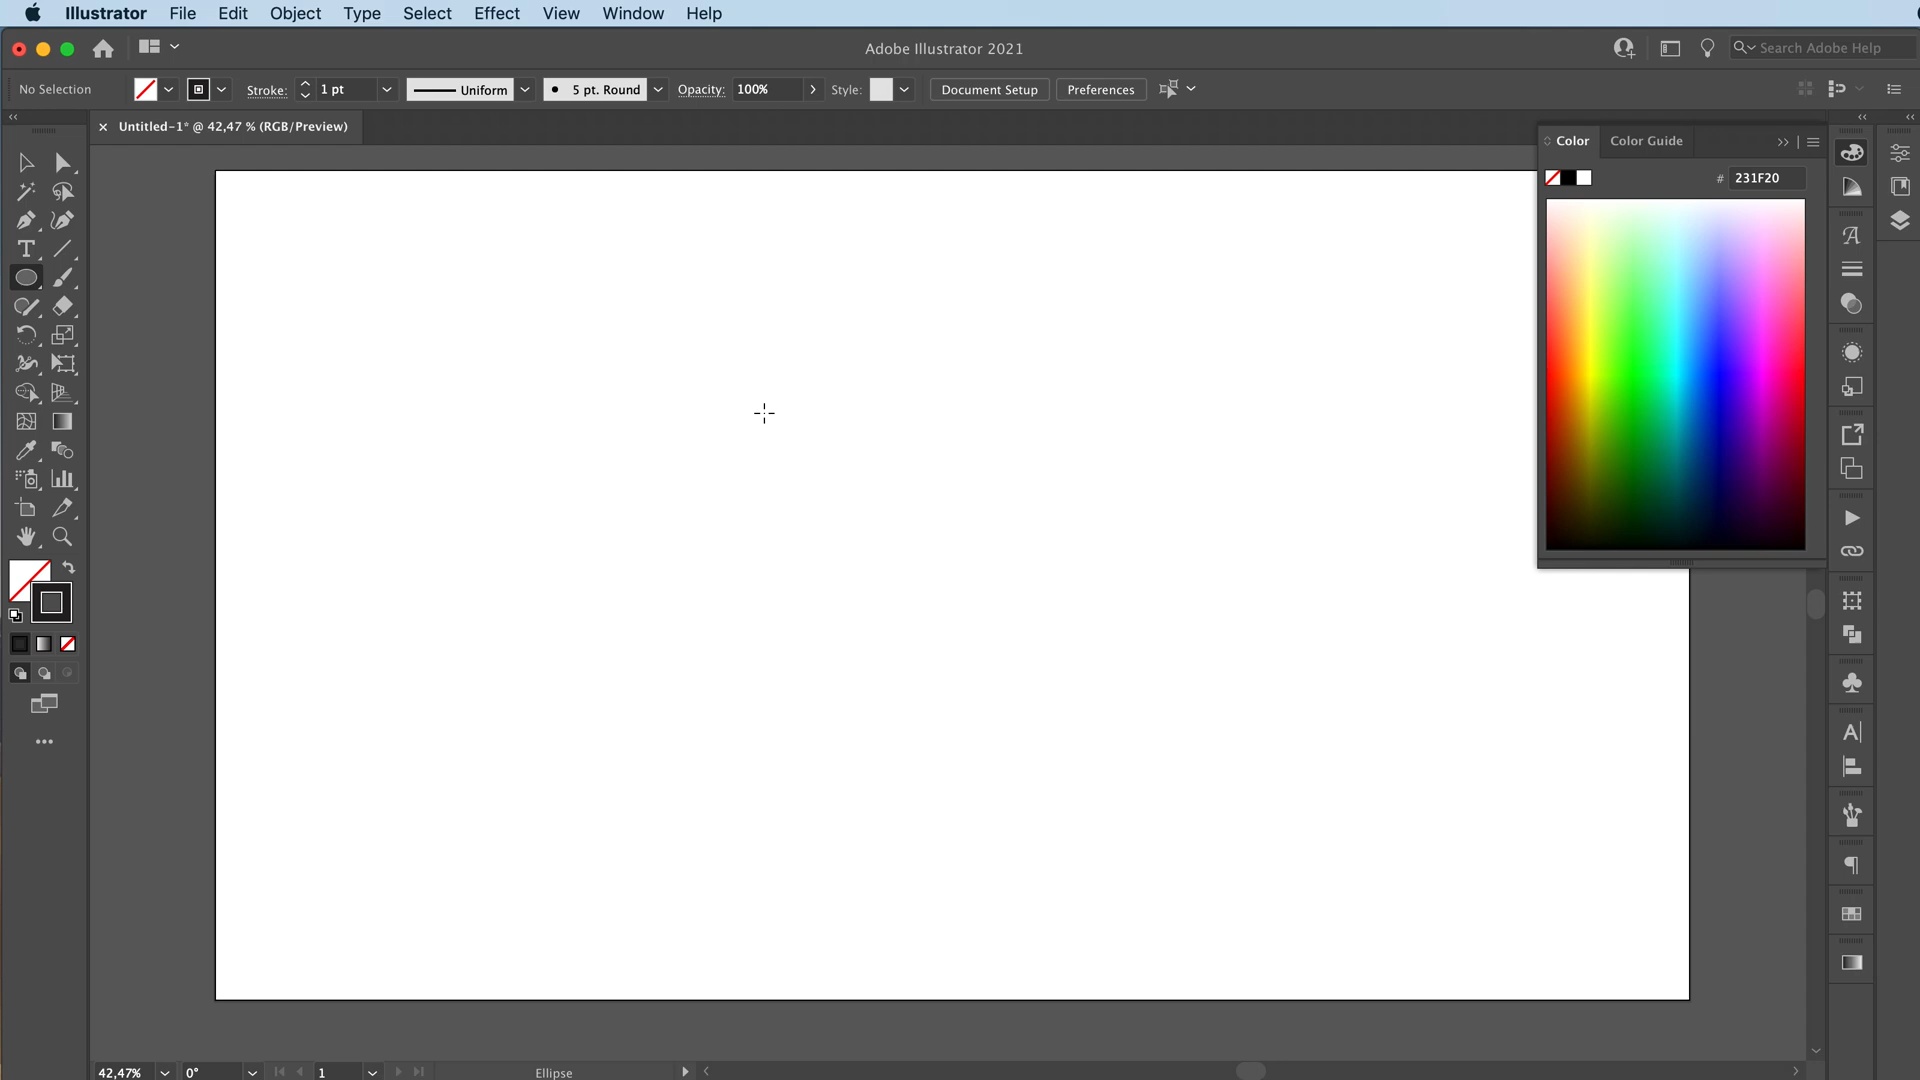 Illustrator File Edit Object Type Select Effect View Window Help
Adobe Illustrator 2021
Search Adobe Help
No Selection Stroke: 1 pt Uniform 5 pt. Round Opacity: 100% Style: Document Setup Preferences
Untitled-1* @ 42,47 % (RGB/Preview)
Color Color Guide
# 231F20
42,47% 0° 1 Ellipse